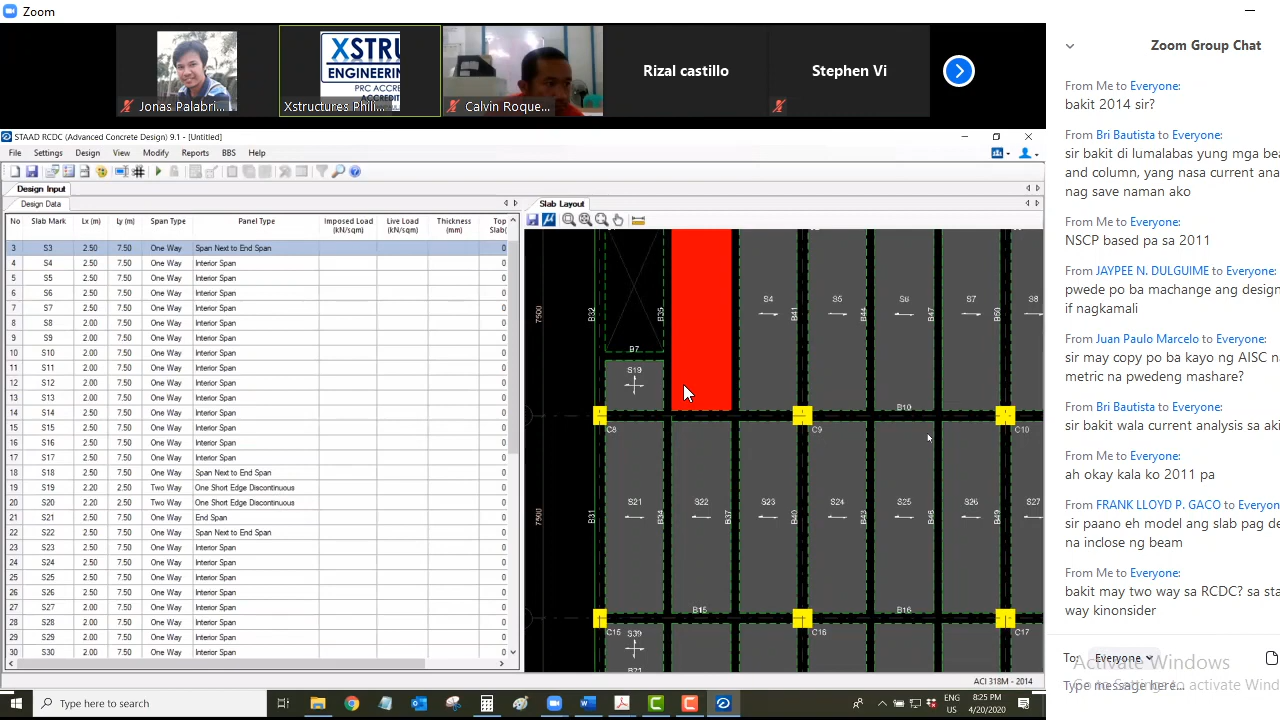 Zoom
Jonas Palabri...
XSTRU
ENGINEERING
PRC ACCRE
ACCREDIT
Xstructures Phili...
Calvin Roque...
Rizal castillo
Stephen Vi
STAAD RCDC (Advanced Concrete Design) 9.1 - [Untitled]
File Settings Design View Modify Reports BBS Help
Design Input
Design Data
No Slab Mark Lx (m) Ly (m) Span Type Panel Type Imposed Load (kN/sqm) Live Load (kN/sqm) Thickness (mm) Top Slab(
3 S3 2.50 7.50 One Way Span Next to End Span 0
4 S4 2.50 7.50 One Way Interior Span 0
5 S5 2.50 7.50 One Way Interior Span 0
6 S6 2.50 7.50 One Way Interior Span 0
7 S7 2.50 7.50 One Way Interior Span 0
8 S8 2.00 7.50 One Way Interior Span 0
9 S9 2.00 7.50 One Way Interior Span 0
10 S10 2.00 7.50 One Way Interior Span 0
11 S11 2.00 7.50 One Way Interior Span 0
12 S12 2.00 7.50 One Way Interior Span 0
13 S13 2.00 7.50 One Way Interior Span 0
14 S14 2.50 7.50 One Way Interior Span 0
15 S15 2.50 7.50 One Way Interior Span 0
16 S16 2.50 7.50 One Way Interior Span 0
17 S17 2.50 7.50 One Way Interior Span 0
18 S18 2.50 7.50 One Way Span Next to End Span 0
19 S19 2.20 2.50 Two Way One Short Edge Discontinuous 0
20 S20 2.20 2.50 Two Way One Short Edge Discontinuous 0
21 S21 2.50 7.50 One Way End Span 0
22 S22 2.50 7.50 One Way Span Next to End Span 0
23 S23 2.50 7.50 One Way Interior Span 0
24 S24 2.50 7.50 One Way Interior Span 0
25 S25 2.50 7.50 One Way Interior Span 0
26 S26 2.50 7.50 One Way Interior Span 0
27 S27 2.00 7.50 One Way Interior Span 0
28 S28 2.00 7.50 One Way Interior Span 0
29 S29 2.00 7.50 One Way Interior Span 0
30 S30 2.00 7.50 One Way Interior Span 0
Slab Layout
7500 B32 B35 S4 B41 S5 B44 S6 B47 S7 B50 S8
B7
S19
B10
C8 C9 C10
7500 B31 S21 B34 S22 B37 S23 B40 S24 B43 S25 B46 S26 B49 S27
B15 B16
C15 S39 C16 C17
B21
ACI 318M - 2014
Zoom Group Chat
From Me to Everyone:
bakit 2014 sir?
From Bri Bautista to Everyone:
sir bakit di lumalabas yung mga bea
and column, yang nasa current ana
nag save naman ako
From Me to Everyone:
NSCP based pa sa 2011
From JAYPEE N. DULGUIME to Everyone:
pwede po ba machange ang design
if nagkamali
From Juan Paulo Marcelo to Everyone:
sir may copy po ba kayo ng AISC na
metric na pwedeng mashare?
From Bri Bautista to Everyone:
sir bakit wala current analysis sa aki
From Me to Everyone:
ah okay kala ko 2011 pa
From FRANK LLOYD P. GACO to Everyon
sir paano eh model ang slab pag de
na inclose ng beam
From Me to Everyone:
bakit may two way sa RCDC? sa sta
way kinonsider
To: Everyone
Activate Windows
Type message here...
Go to Settings to activate Wind
Type here to search
ENG
US
8:25 PM
4/20/2020